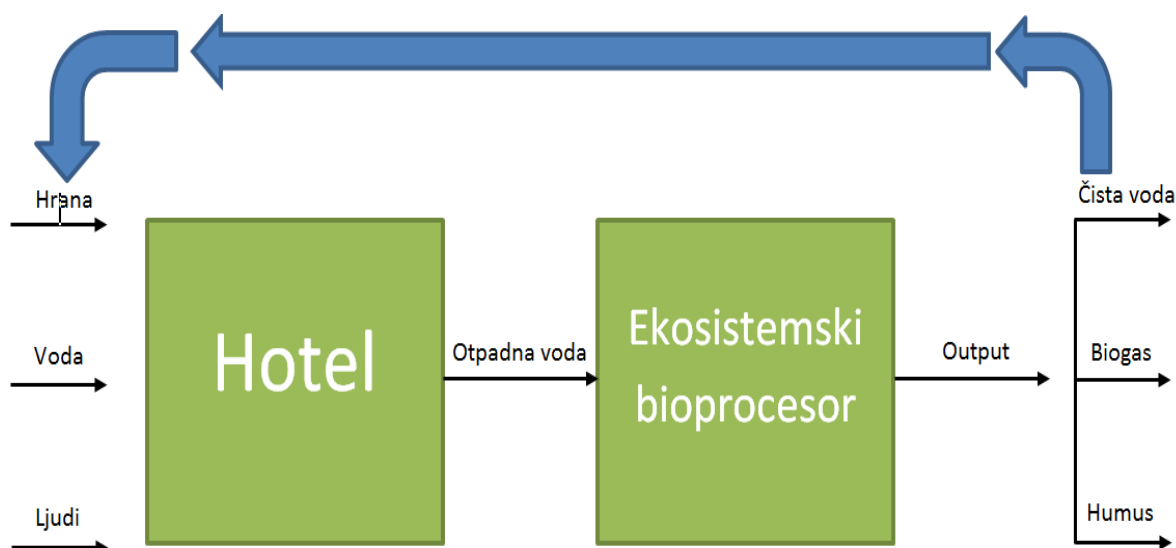 Hrana
Čista voda
Hotel
Ekosistemski
bioprocesor
Voda
Otpadna voda
Output
Biogas
Ljudi
Humus